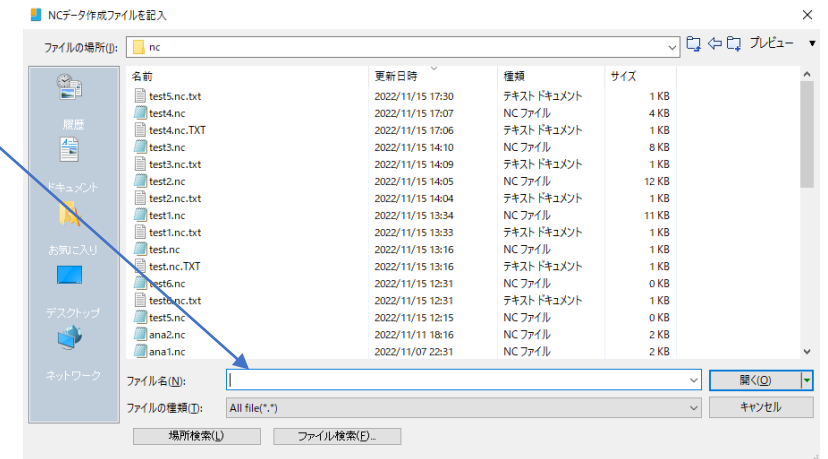 NCデータ作成ファイルを記入
ファイルの場所(I): nc プレビュー
名前 更新日時 種類 サイズ
test5.nc.txt 2022/11/15 17:30 テキスト ドキュメント 1 KB
test4.nc 2022/11/15 17:07 NC ファイル 4 KB
test4.nc.TXT 2022/11/15 17:06 テキスト ドキュメント 1 KB
test3.nc 2022/11/15 14:10 NC ファイル 8 KB
test3.nc.txt 2022/11/15 14:09 テキスト ドキュメント 1 KB
test2.nc 2022/11/15 14:05 NC ファイル 12 KB
test2.nc.txt 2022/11/15 14:04 テキスト ドキュメント 1 KB
test1.nc 2022/11/15 13:34 NC ファイル 11 KB
test1.nc.txt 2022/11/15 13:33 テキスト ドキュメント 1 KB
test.nc 2022/11/15 13:16 NC ファイル 1 KB
test.nc.TXT 2022/11/15 13:16 テキスト ドキュメント 1 KB
test6.nc 2022/11/15 12:31 NC ファイル 0 KB
test6.nc.txt 2022/11/15 12:31 テキスト ドキュメント 1 KB
test5.nc 2022/11/15 12:15 NC ファイル 0 KB
ana2.nc 2022/11/11 18:16 NC ファイル 2 KB
ana1.nc 2022/11/07 22:31 NC ファイル 2 KB
履歴
ドキュメント
お気に入り
デスクトップ
ネットワーク
ファイル名(N): 開く(O)
ファイルの種類(T): All file(*.*) キャンセル
場所検索(L) ファイル検索(F)...